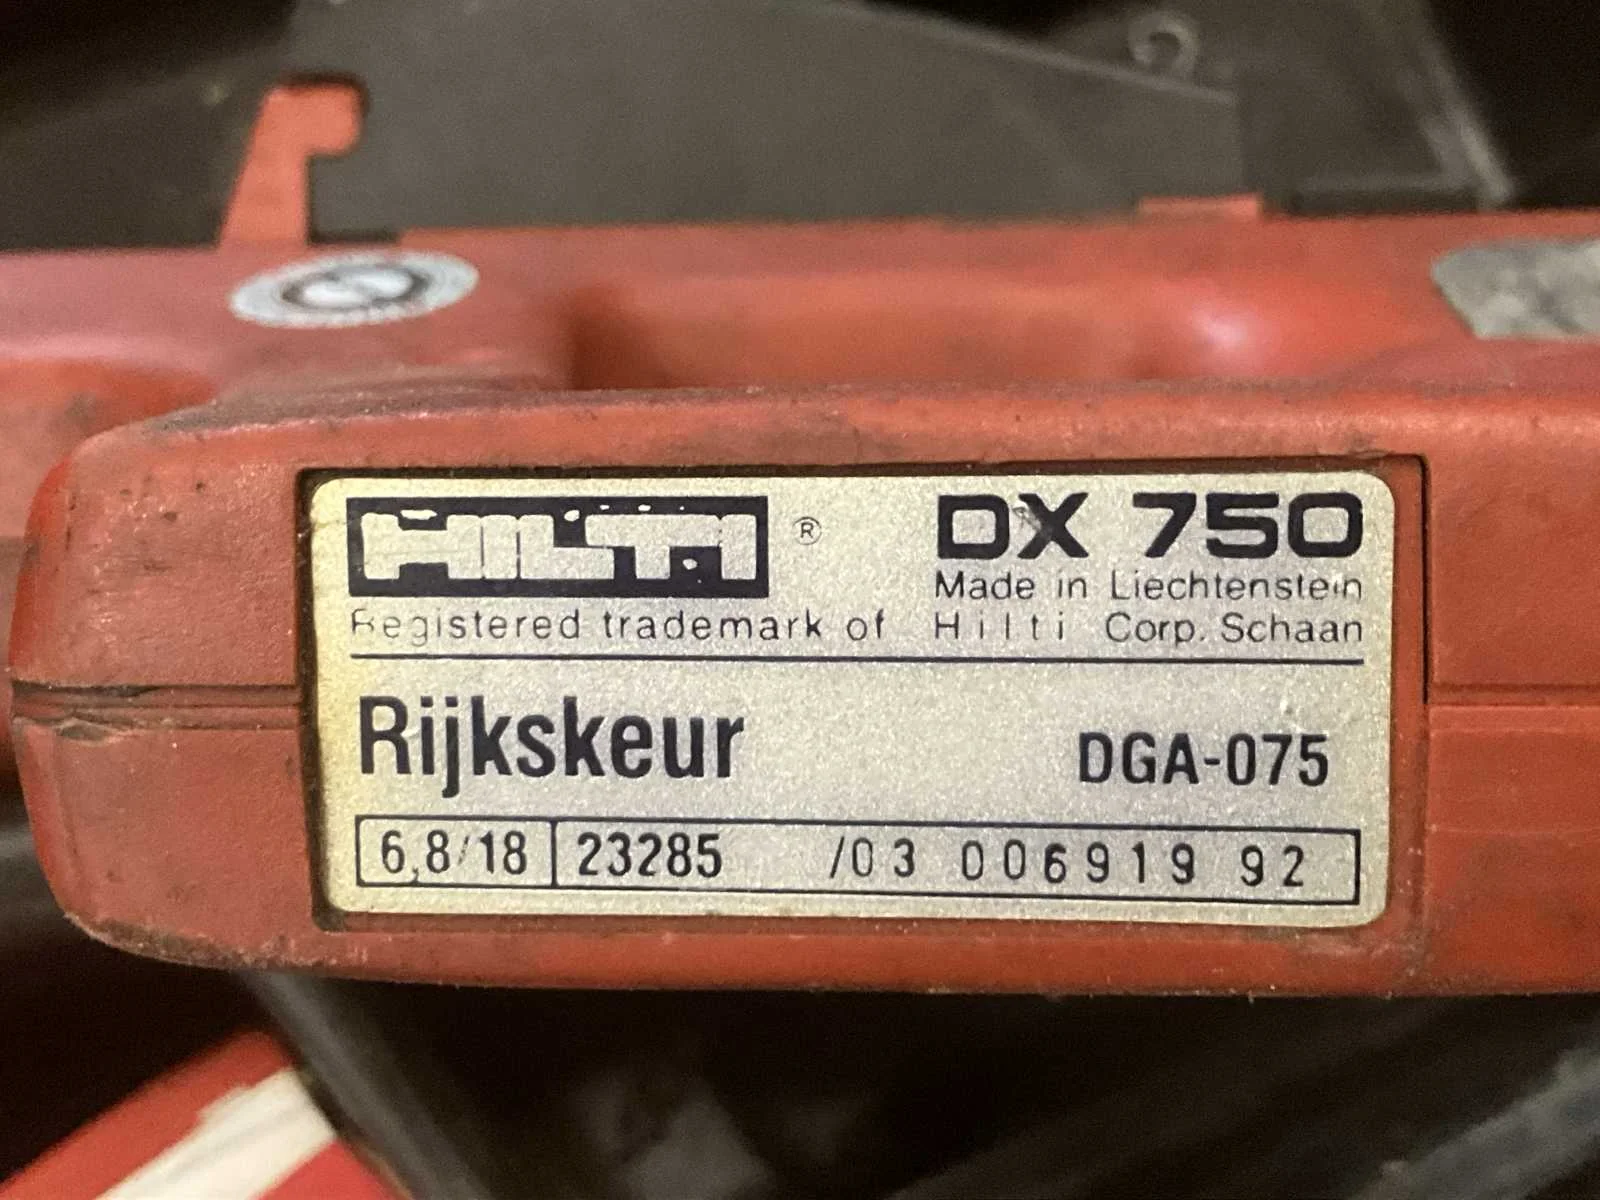 HILTI ® DX 750
Made in Liechtenstein
Registered trademark of Hilti Corp. Schaan
Rijkskeur DGA-075
6,8/18 23285 /03 006919 92